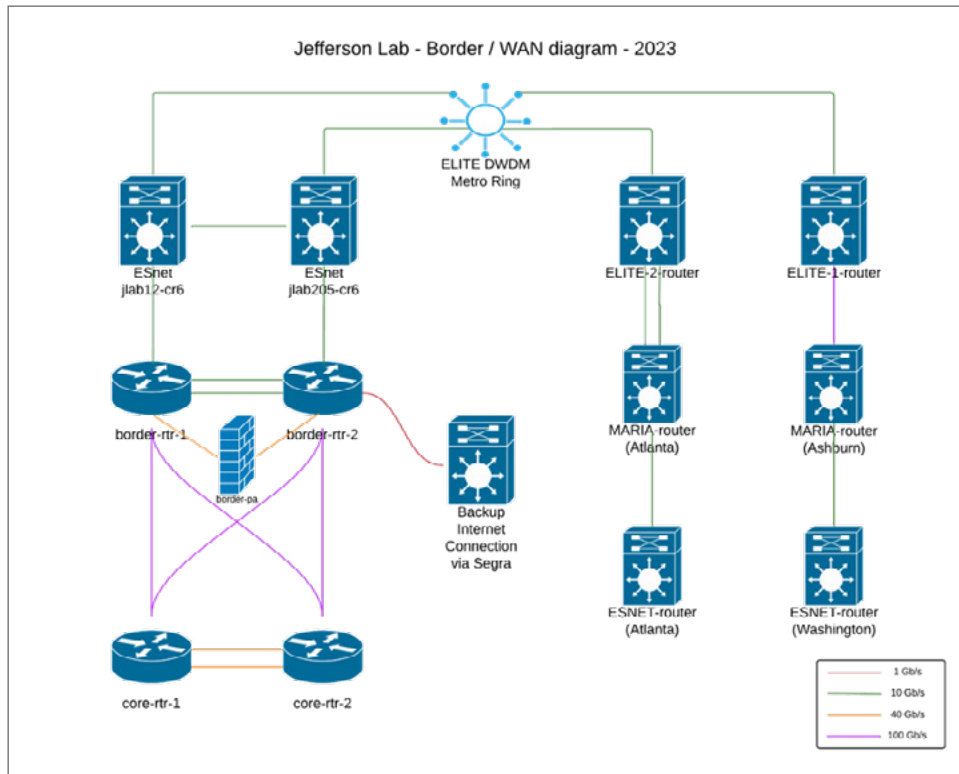 Jefferson Lab - Border / WAN diagram - 2023
ELITE DWDM
Metro Ring
ESnet
jlab12-cr6
ESnet
jlab205-cr6
ELITE-2-router
ELITE-1-router
border-rtr-1
border-rtr-2
MARIA-router
(Atlanta)
MARIA-router
(Ashburn)
border-pa
Backup
Internet
Connection
via Segra
ESNET-router
(Atlanta)
ESNET-router
(Washington)
core-rtr-1
core-rtr-2
1 Gb/s
10 Gb/s
40 Gb/s
100 Gb/s